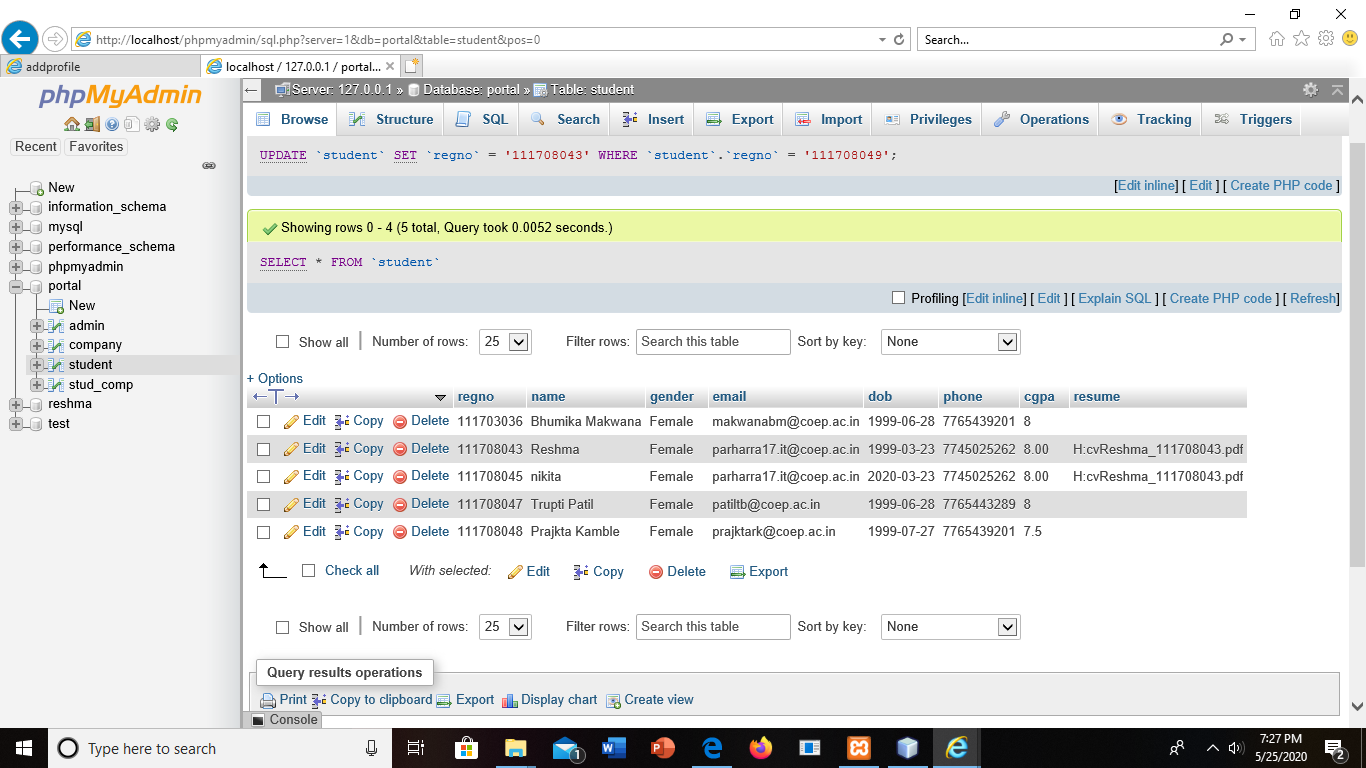 http://localhost/phpmyadmin/sql.php?server=1&db=portal&table=student&pos=0
Search...
addprofile
localhost / 127.0.0.1 / portal...
phpMyAdmin
Recent Favorites
New
information_schema
mysql
performance_schema
phpmyadmin
portal
New
admin
company
student
stud_comp
reshma
test
Server: 127.0.0.1 » Database: portal » Table: student
Browse Structure SQL Search Insert Export Import Privileges Operations Tracking Triggers
UPDATE `student` SET `regno` = '111708043' WHERE `student`.`regno` = '111708049';
[Edit inline] [ Edit ] [ Create PHP code ]
Showing rows 0 - 4 (5 total, Query took 0.0052 seconds.)
SELECT * FROM `student`
Profiling [Edit inline] [ Edit ] [ Explain SQL ] [ Create PHP code ] [ Refresh]
Show all | Number of rows: 25 Filter rows: Search this table Sort by key: None
+ Options
←T→ regno name gender email dob phone cgpa resume
Edit Copy Delete 111703036 Bhumika Makwana Female makwanabm@coep.ac.in 1999-06-28 7765439201 8
Edit Copy Delete 111708043 Reshma Female parharra17.it@coep.ac.in 1999-03-23 7745025262 8.00 H:cvReshma_111708043.pdf
Edit Copy Delete 111708045 nikita Female parharra17.it@coep.ac.in 2020-03-23 7745025262 8.00 H:cvReshma_111708043.pdf
Edit Copy Delete 111708047 Trupti Patil Female patiltb@coep.ac.in 1999-06-28 7765443289 8
Edit Copy Delete 111708048 Prajkta Kamble Female prajktark@coep.ac.in 1999-07-27 7765439201 7.5
Check all With selected: Edit Copy Delete Export
Show all | Number of rows: 25 Filter rows: Search this table Sort by key: None
Query results operations
Print Copy to clipboard Export Display chart Create view
Console
Type here to search
1
7:27 PM
5/25/2020
2